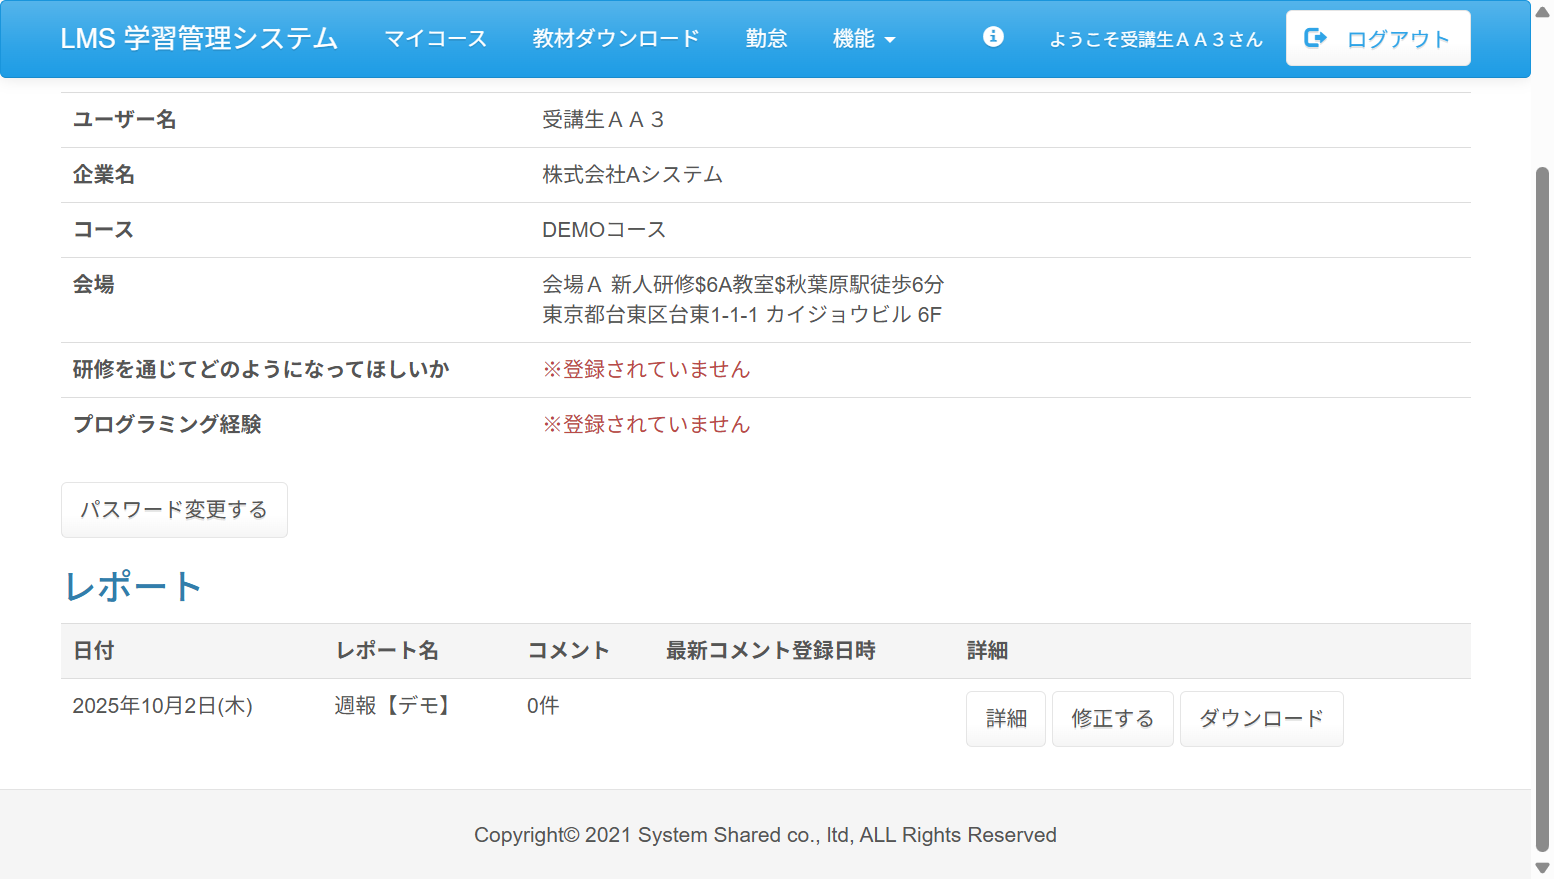 LMS 学習管理システム マイコース 教材ダウンロード 勤怠 機能 ようこそ受講生ＡＡ３さん ログアウト
ユーザー名 受講生ＡＡ３
企業名 株式会社Aシステム
コース DEMOコース
会場 会場Ａ 新人研修$6A教室$秋葉原駅徒歩6分
東京都台東区台東1-1-1 カイジョウビル 6F
研修を通じてどのようになってほしいか ※登録されていません
プログラミング経験 ※登録されていません
パスワード変更する
レポート
日付 レポート名 コメント 最新コメント登録日時 詳細
2025年10月2日(木) 週報【デモ】 0件 詳細 修正する ダウンロード
Copyright© 2021 System Shared co., ltd, ALL Rights Reserved